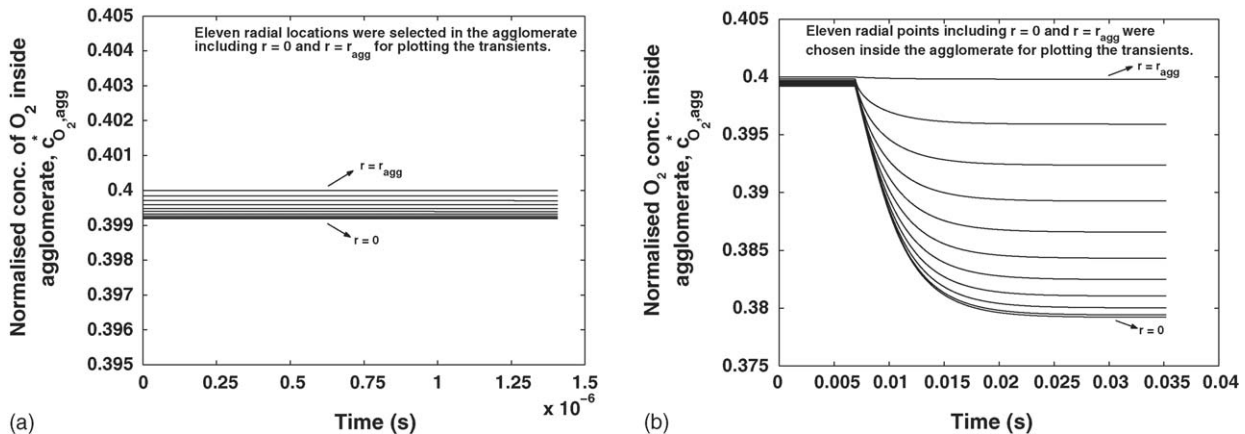 0.405
0.404
0.403
0.402
0.401
0.4
0.399
0.398
0.397
0.396
0.395
Normalised conc. of O2 inside
agglomerate, c*O2,agg
Eleven radial locations were selected in the agglomerate
including r = 0 and r = ragg for plotting the transients.
r = ragg
r = 0
0 0.25 0.5 0.75 1 1.25 1.5
x 10^-6
Time (s)
(a)
0.405
0.4
0.395
0.39
0.385
0.38
0.375
Normalised O2 conc. inside
agglomerate, c*O2,agg
Eleven radial points including r = 0 and r = ragg were
chosen inside the agglomerate for plotting the transients.
r = ragg
r = 0
0 0.005 0.01 0.015 0.02 0.025 0.03 0.035 0.04
Time (s)
(b)